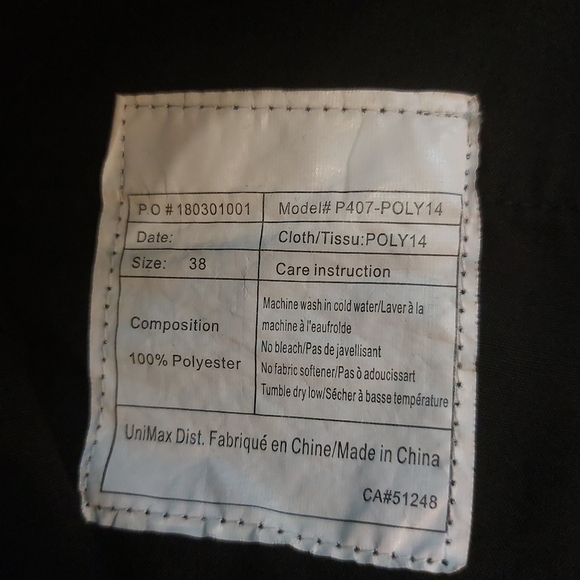 P O # 180301001 Model# P407-POLY14
Date: Cloth/Tissu:POLY14
Size: 38 Care instruction
Composition
100% Polyester
Machine wash in cold water/Laver à la
machine à l'eaufrolde
No bleach/Pas de javellisant
No fabric softener/Pas ò adoucissart
Tumble dry low/Sécher à basse température
UniMax Dist. Fabriqué en Chine/Made in China
CA#51248